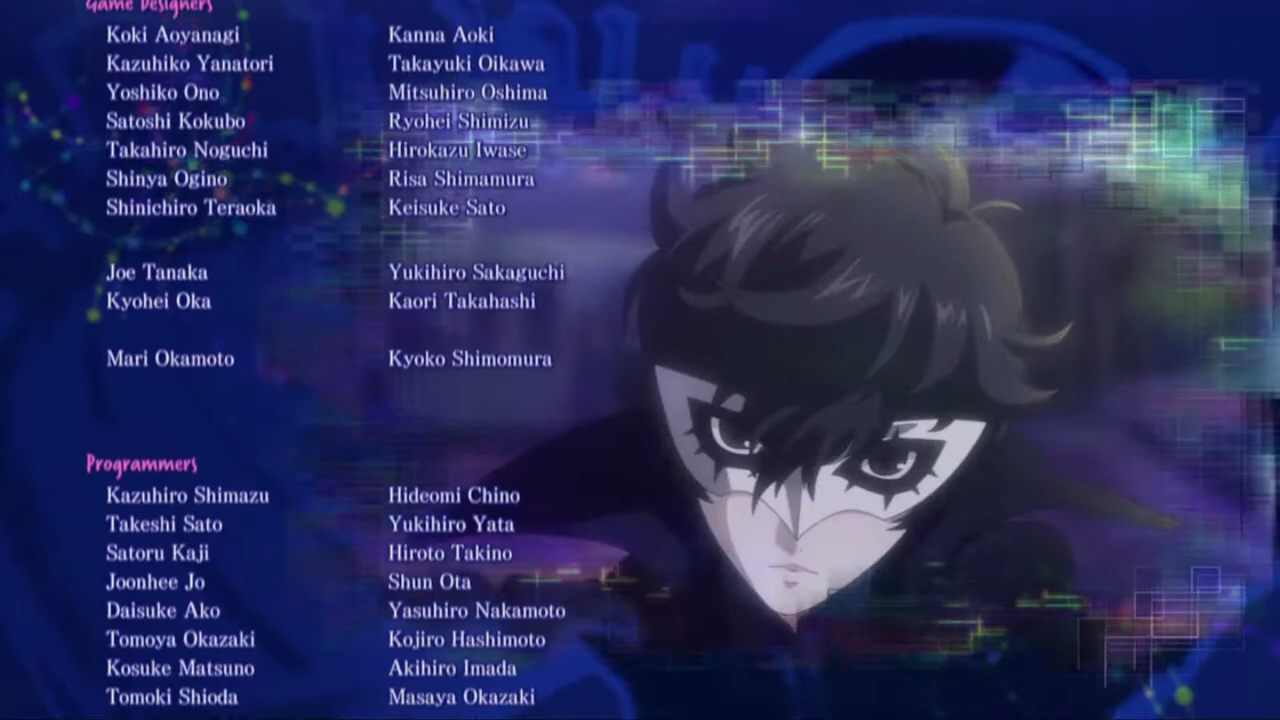 Game Designers
Koki Aoyanagi Kanna Aoki
Kazuhiko Yanatori Takayuki Oikawa
Yoshiko Ono Mitsuhiro Oshima
Satoshi Kokubo Ryohei Shimizu
Takahiro Noguchi Hirokazu Iwase
Shinya Ogino Risa Shimamura
Shinichiro Teraoka Keisuke Sato
Joe Tanaka Yukihiro Sakaguchi
Kyohei Oka Kaori Takahashi
Mari Okamoto Kyoko Shimomura
Programmers
Kazuhiro Shimazu Hideomi Chino
Takeshi Sato Yukihiro Yata
Satoru Kaji Hiroto Takino
Joonhee Jo Shun Ota
Daisuke Ako Yasuhiro Nakamoto
Tomoya Okazaki Kojiro Hashimoto
Kosuke Matsuno Akihiro Imada
Tomoki Shioda Masaya Okazaki